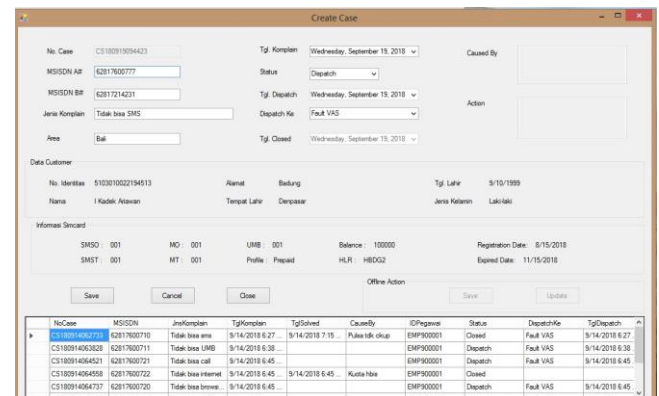 Create Case
No. Case CS180919094423 Tgl. Komplain Wednesday, September 19, 2018 Caused By
MSISDN A# 62817600777 Status Dispatch
MSISDN B# 62817214231 Tgl. Dispatch Wednesday, September 19, 2018 Action
Jenis Komplain Tidak bisa SMS Dispatch Ke Fault VAS
Area Bali Tgl. Closed Wednesday, September 19, 2018
Data Customer
No. Identitas 5103010022194513 Alamat Badung Tgl. Lahir 9/10/1999
Nama I Kadek Ariawan Tempat Lahir Denpasar Jenis Kelamin Laki-laki
Informasi Simcard
SMSO : 001 MO : 001 UMB : 001 Balance : 100000 Registration Date: 8/15/2018
SMST : 001 MT : 001 Profile : Prepaid HLR : HBDG2 Expired Date: 11/15/2018
Offline Action
Save Cancel Close Save Update
NoCase MSISDN JnsKomplain TglKomplain TglSolved CauseBy IDPegawai Status DispatchKe TglDispatch
CS180914062733 62817600710 Tidak bisa sms 9/14/2018 6:27 ... 9/14/2018 7:15 ... Pulsa tdk ckup EMP900001 Closed Fault VAS 9/14/2018 6:27
CS180914063828 62817600711 Tidak bisa UMB 9/14/2018 6:38 ... EMP900001 Dispatch Fault VAS 9/14/2018 6:38
CS180914064521 62817600721 Tidak bisa call 9/14/2018 6:45 ... EMP900001 Dispatch Fault VAS 9/14/2018 6:45
CS180914064558 62817600722 Tidak bisa internet 9/14/2018 6:45 ... 9/14/2018 6:45 ... Kuota hbis EMP900001 Closed
CS180914064737 62817600720 Tidak bisa browsi... 9/14/2018 6:45 ... EMP900001 Dispatch Fault VAS 9/14/2018 6:45